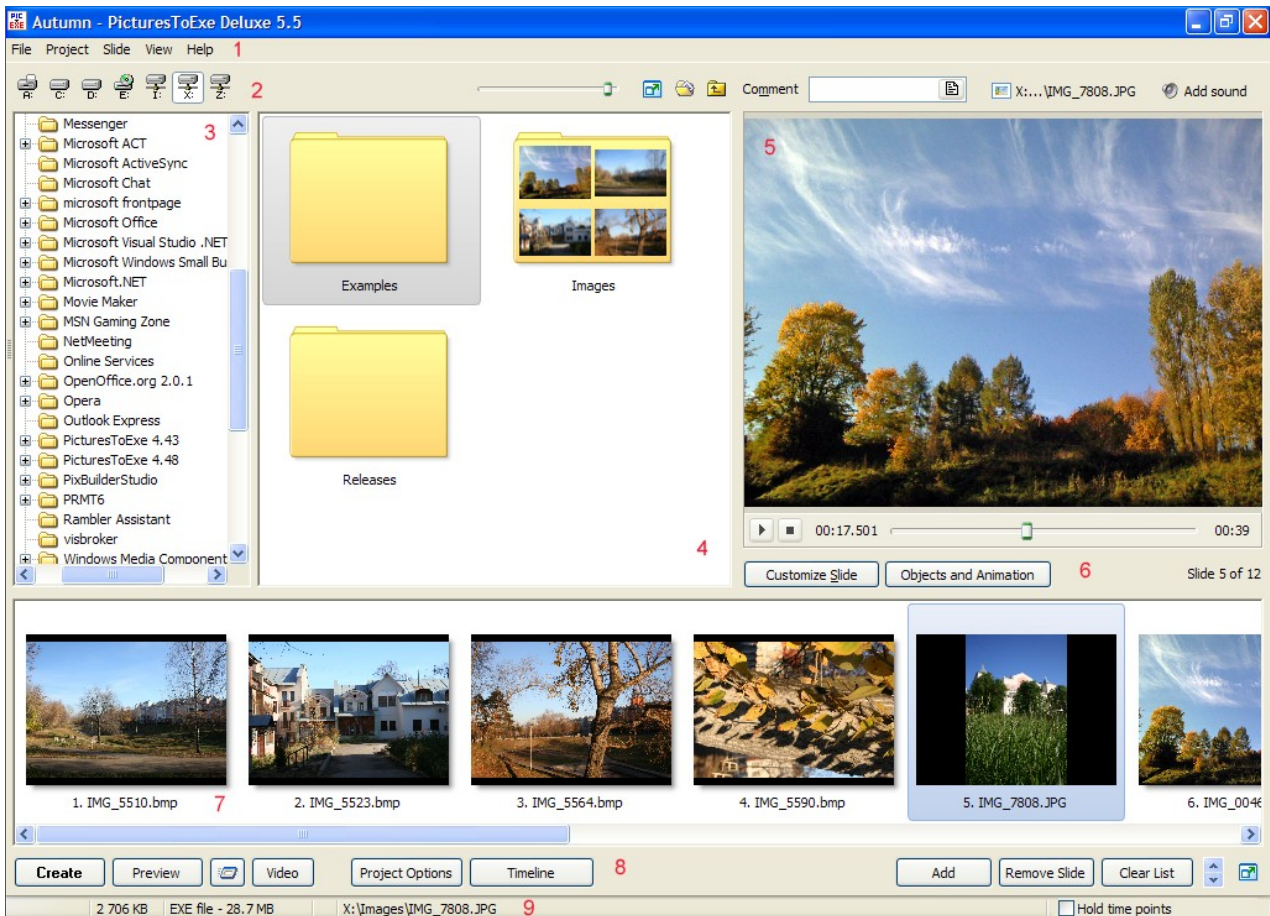 PIC EXE Autumn - PicturesToExe Deluxe 5.5
File Project Slide View Help 1
A: C: D: E: I: X: Z: 2
Comment X:...\IMG_7808.JPG Add sound
3
Messenger
Microsoft ACT
Microsoft ActiveSync
Microsoft Chat
microsoft frontpage
Microsoft Office
Microsoft Visual Studio .NET
Microsoft Windows Small Bu
Microsoft.NET
Movie Maker
MSN Gaming Zone
NetMeeting
Online Services
OpenOffice.org 2.0.1
Opera
Outlook Express
PicturesToExe 4.43
PicturesToExe 4.48
PixBuilderStudio
PRMT6
Rambler Assistant
visbroker
Windows Media Component
Examples Images
Releases
4
5
00:17.501 00:39
Customize Slide Objects and Animation 6 Slide 5 of 12
1. IMG_5510.bmp 7 2. IMG_5523.bmp 3. IMG_5564.bmp 4. IMG_5590.bmp 5. IMG_7808.JPG 6. IMG_0046
Create Preview Video Project Options Timeline 8 Add Remove Slide Clear List
2 706 KB EXE file - 28.7 MB X:\Images\IMG_7808.JPG 9 Hold time points